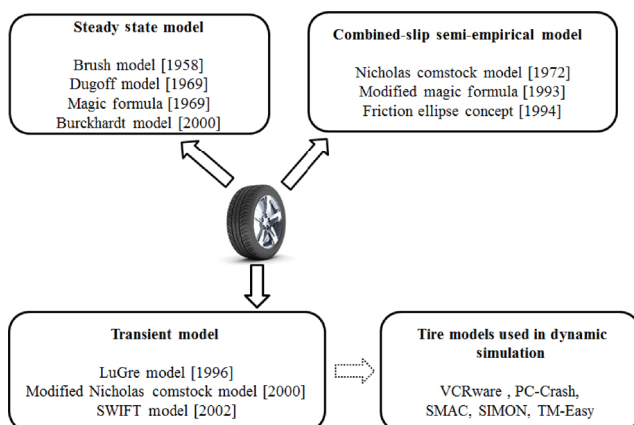 Steady state model
Brush model [1958]
Dugoff model [1969]
Magic formula [1969]
Burckhardt model [2000]
Combined-slip semi-empirical model
Nicholas comstock model [1972]
Modified magic formula [1993]
Friction ellipse concept [1994]
Transient model
LuGre model [1996]
Modified Nicholas comstock model [2000]
SWIFT model [2002]
Tire models used in dynamic
simulation
VCRware , PC-Crash,
SMAC, SIMON, TM-Easy